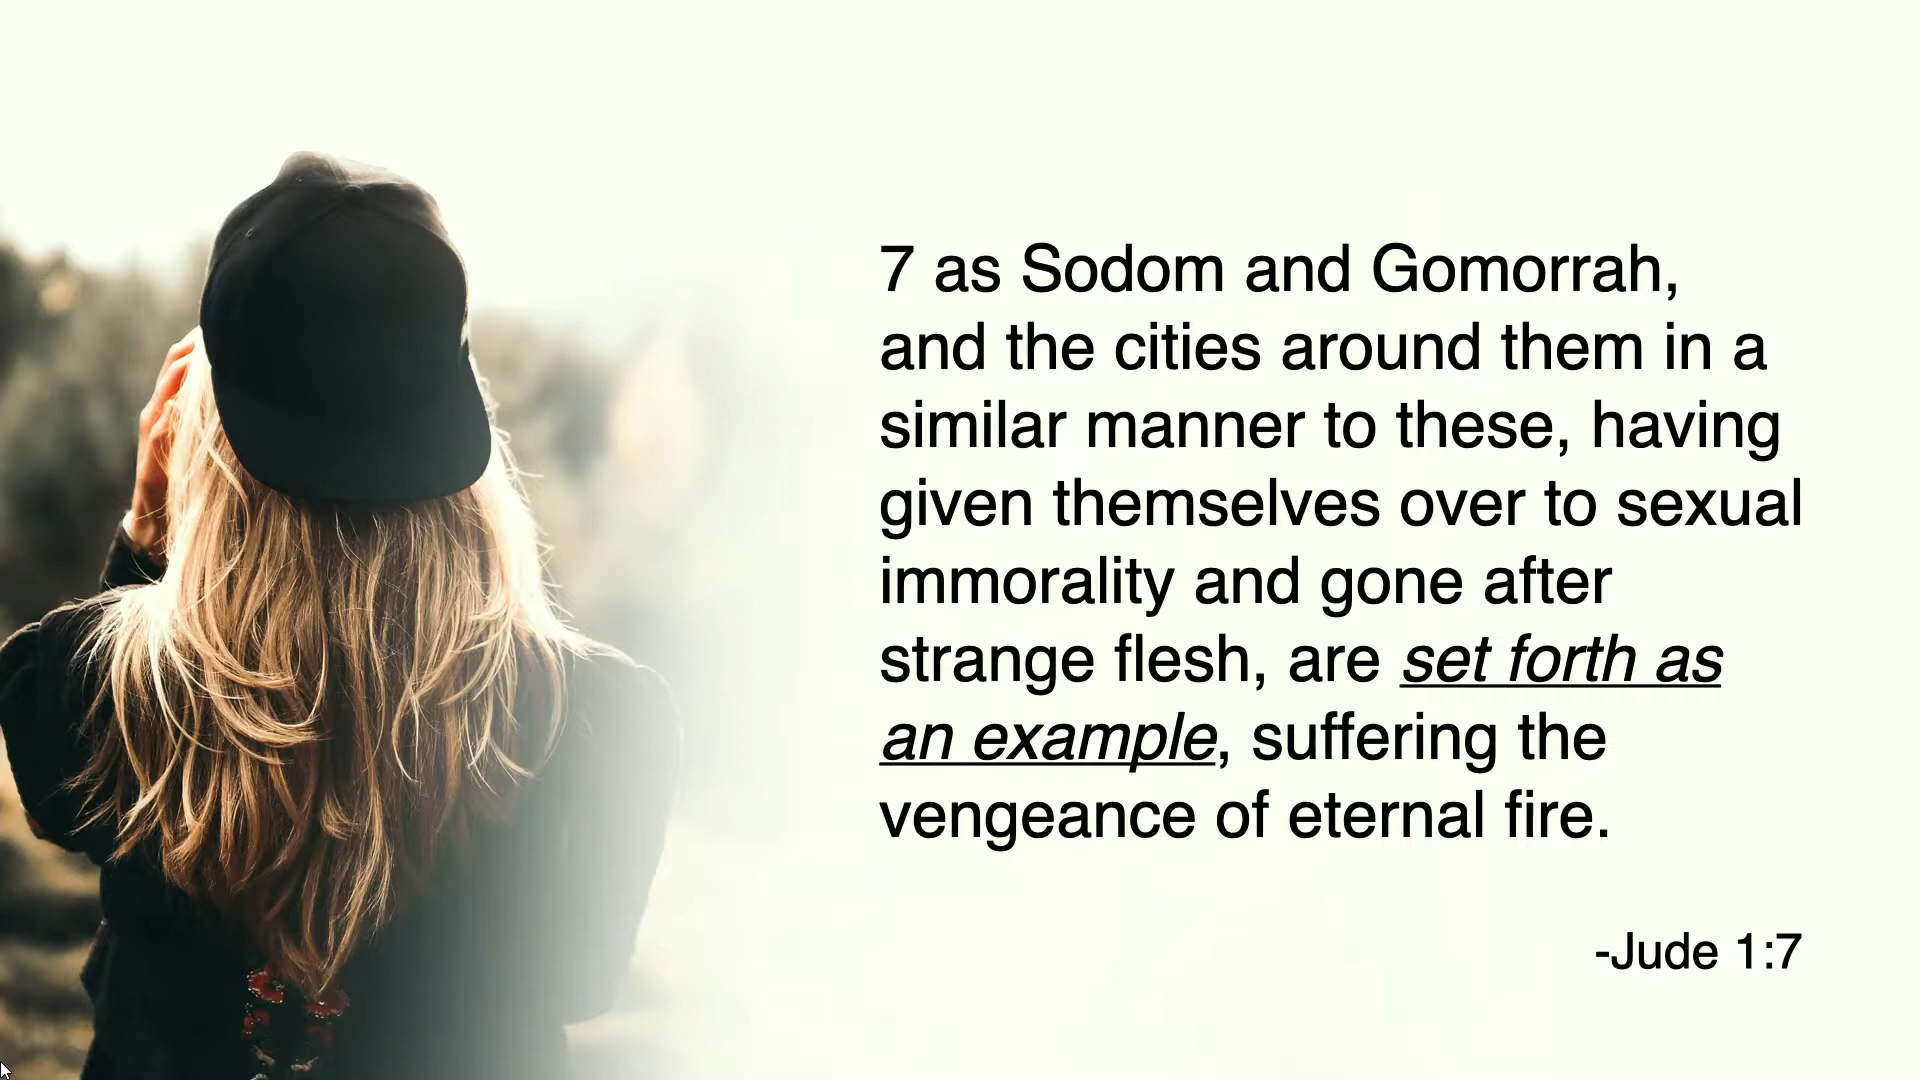 7 as Sodom and Gomorrah,
and the cities around them in a
similar manner to these, having
given themselves over to sexual
immorality and gone after
strange flesh, are set forth as
an example, suffering the
vengeance of eternal fire.
-Jude 1:7